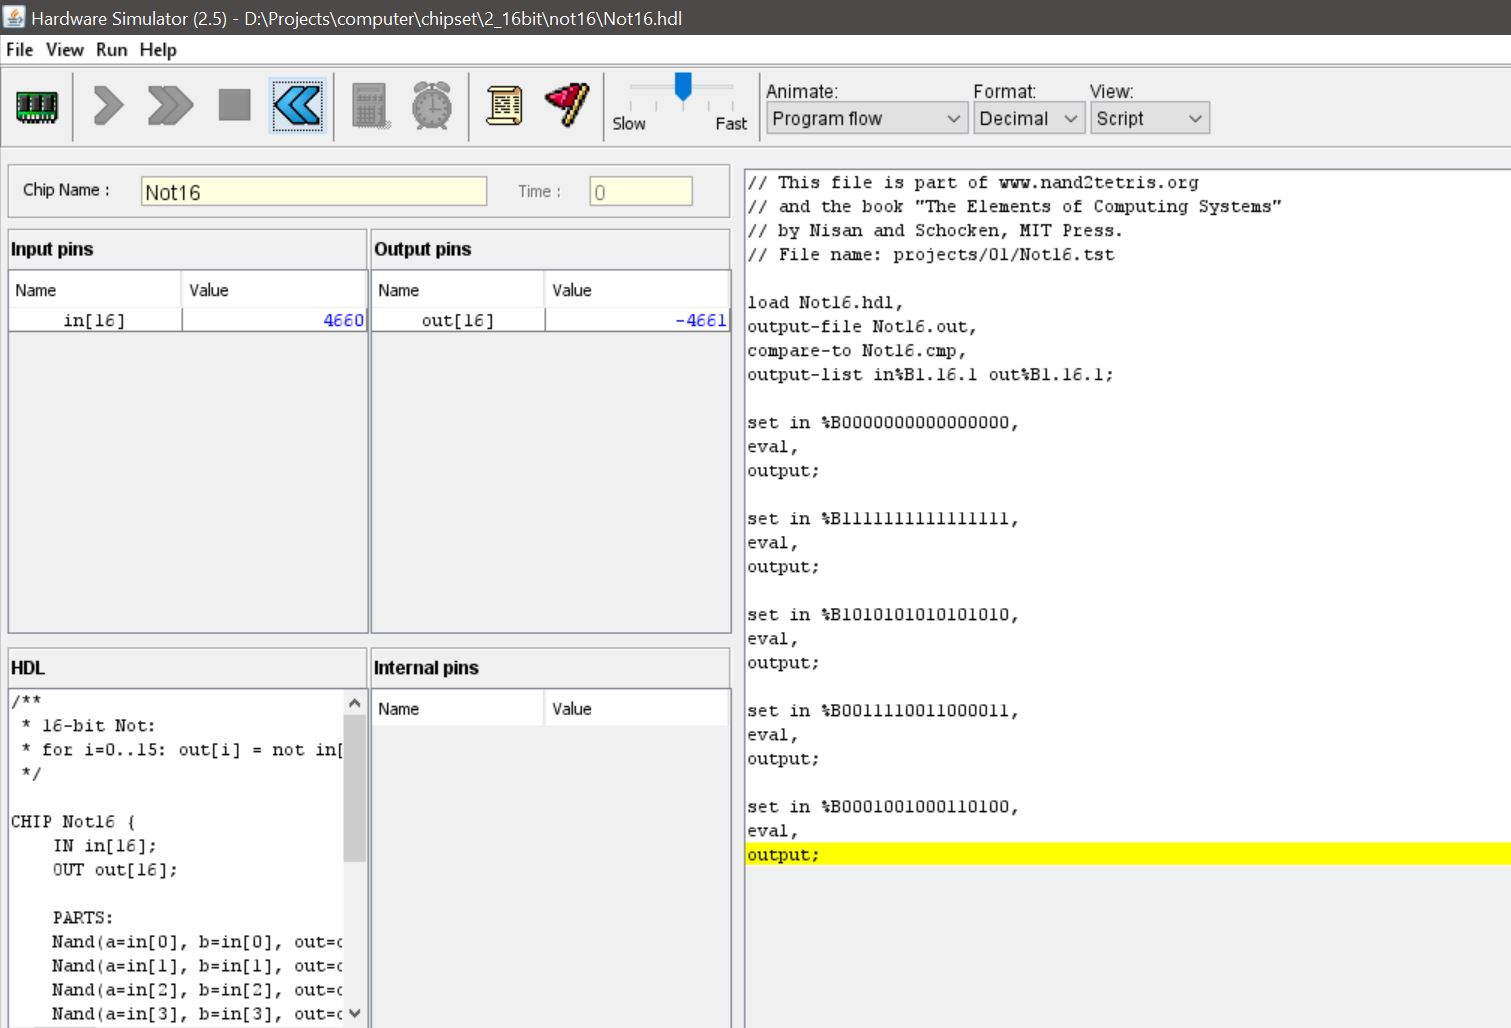 Hardware Simulator (2.5) - D:\Projects\computer\chipset\2_16bit\not16\Not16.hdl
File View Run Help
Slow
Fast
Animate:
Program flow
Format:
Decimal
View:
Script
Chip Name :
Not16
Time :
0
Input pins
Name Value
in[16] 4660
Output pins
Name Value
out[16] -4661
HDL
/**
* 16-bit Not:
* for i=0..15: out[i] = not in[
*/
CHIP Not16 {
IN in[16];
OUT out[16];
PARTS:
Nand(a=in[0], b=in[0], out=o
Nand(a=in[1], b=in[1], out=o
Nand(a=in[2], b=in[2], out=o
Nand(a=in[3], b=in[3], out=o
Internal pins
Name Value
// This file is part of www.nand2tetris.org
// and the book "The Elements of Computing Systems"
// by Nisan and Schocken, MIT Press.
// File name: projects/01/Not16.tst
load Not16.hdl,
output-file Not16.out,
compare-to Not16.cmp,
output-list in%B1.16.1 out%B1.16.1;
set in %B0000000000000000,
eval,
output;
set in %B1111111111111111,
eval,
output;
set in %B1010101010101010,
eval,
output;
set in %B0011110011000011,
eval,
output;
set in %B0001001000110100,
eval,
output;